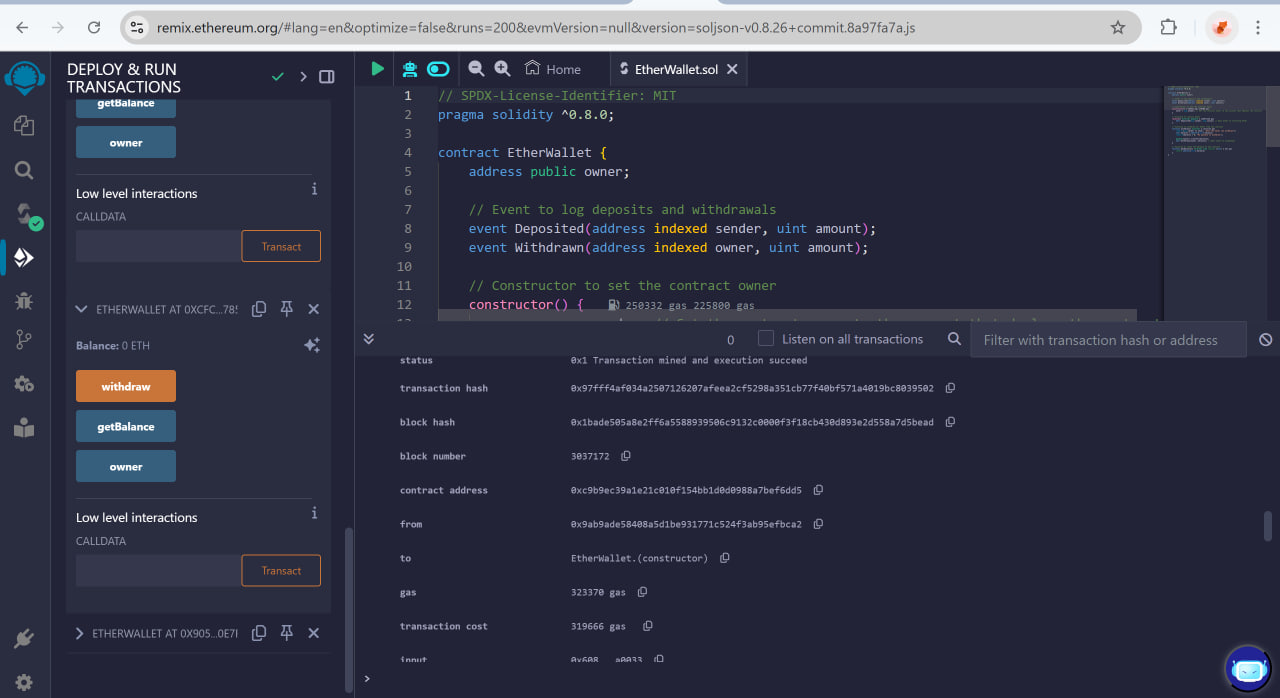 remix.ethereum.org/#lang=en&optimize=false&runs=200&evmVersion=null&version=soljson-v0.8.26+commit.8a97fa7a.js
DEPLOY & RUN
TRANSACTIONS
getBalance
owner
Low level interactions
i
CALLDATA
Transact
ETHERWALLET AT 0XCFC...785
Balance: 0 ETH
withdraw
getBalance
owner
Low level interactions
i
CALLDATA
Transact
ETHERWALLET AT 0X905...0E7
Home
EtherWallet.sol
1 // SPDX-License-Identifier: MIT
2 pragma solidity ^0.8.0;
3
4 contract EtherWallet {
5 address public owner;
6
7 // Event to log deposits and withdrawals
8 event Deposited(address indexed sender, uint amount);
9 event Withdrawn(address indexed owner, uint amount);
10
11 // Constructor to set the contract owner
12 constructor() { 250332 gas 225800 gas
0
Listen on all transactions
Filter with transaction hash or address
status 0x1 Transaction mined and execution succeed
transaction hash 0x97fff4af034a2507126207afeea2cf5298a351cb77f40bf571a4019bc8039502
block hash 0x1bade505a8e2ff6a5588939506c9132c0000f3f18cb430d893e2d558a7d5bead
block number 3037172
contract address 0xc9b9ec39a1e21c010f154bb1d0d0988a7bef6dd5
from 0x9ab9ade58408a5d1be931771c524f3ab95efbca2
to EtherWallet.(constructor)
gas 323370 gas
transaction cost 319666 gas
input 0x608...a0033
>